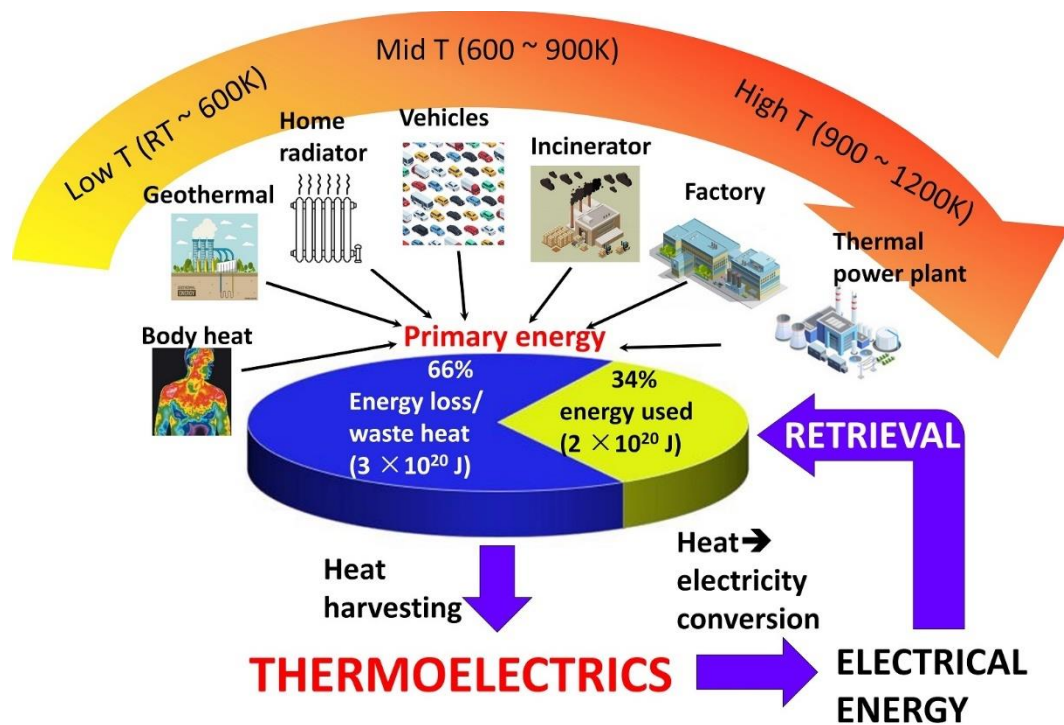 Low T (RT ~ 600K)
Mid T (600 ~ 900K)
High T (900 ~ 1200K)
Body heat
Geothermal
Home
radiator
Vehicles
Incinerator
Factory
Thermal
power plant
Primary energy
66%
Energy loss/
waste heat
(3 × 10²⁰ J)
34%
energy used
(2 × 10²⁰ J)
RETRIEVAL
Heat
harvesting
Heat➔
electricity
conversion
THERMOELECTRICS
ELECTRICAL
ENERGY